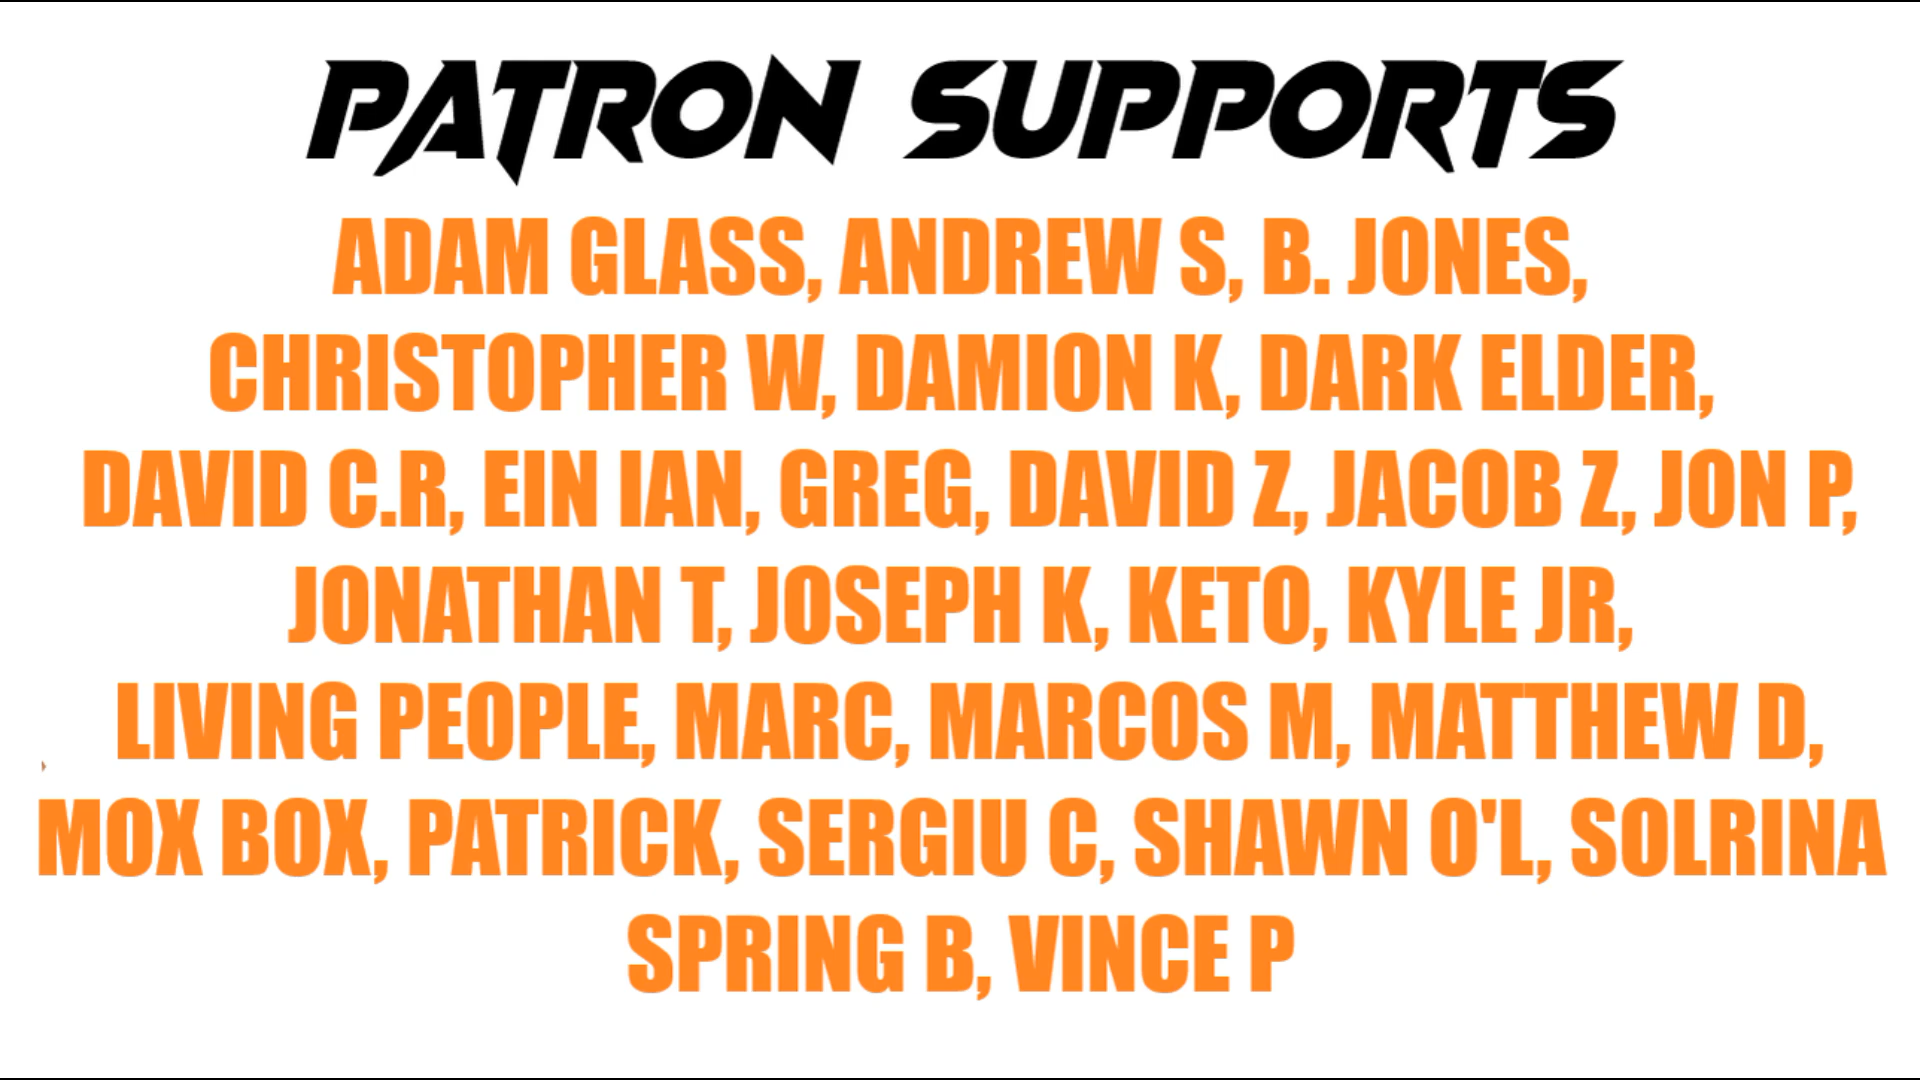 PATRON SUPPORTS
ADAM GLASS, ANDREW S, B. JONES,
CHRISTOPHER W, DAMION K, DARK ELDER,
DAVID C.R, EIN IAN, GREG, DAVID Z, JACOB Z, JON P,
JONATHAN T, JOSEPH K, KETO, KYLE JR,
LIVING PEOPLE, MARC, MARCOS M, MATTHEW D,
MOX BOX, PATRICK, SERGIU C, SHAWN O'L, SOLRINA
SPRING B, VINCE P